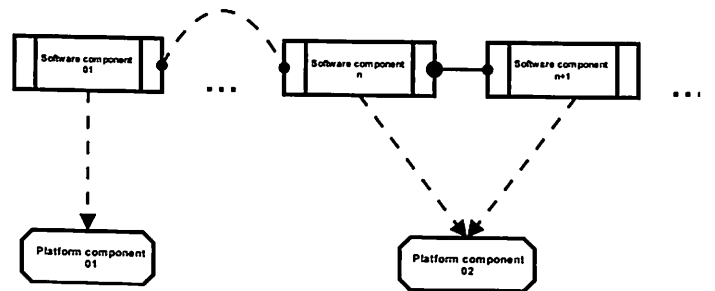 Software component
01
Software component
n
Software component
n+1
...
...
Platform component
01
Platform component
02